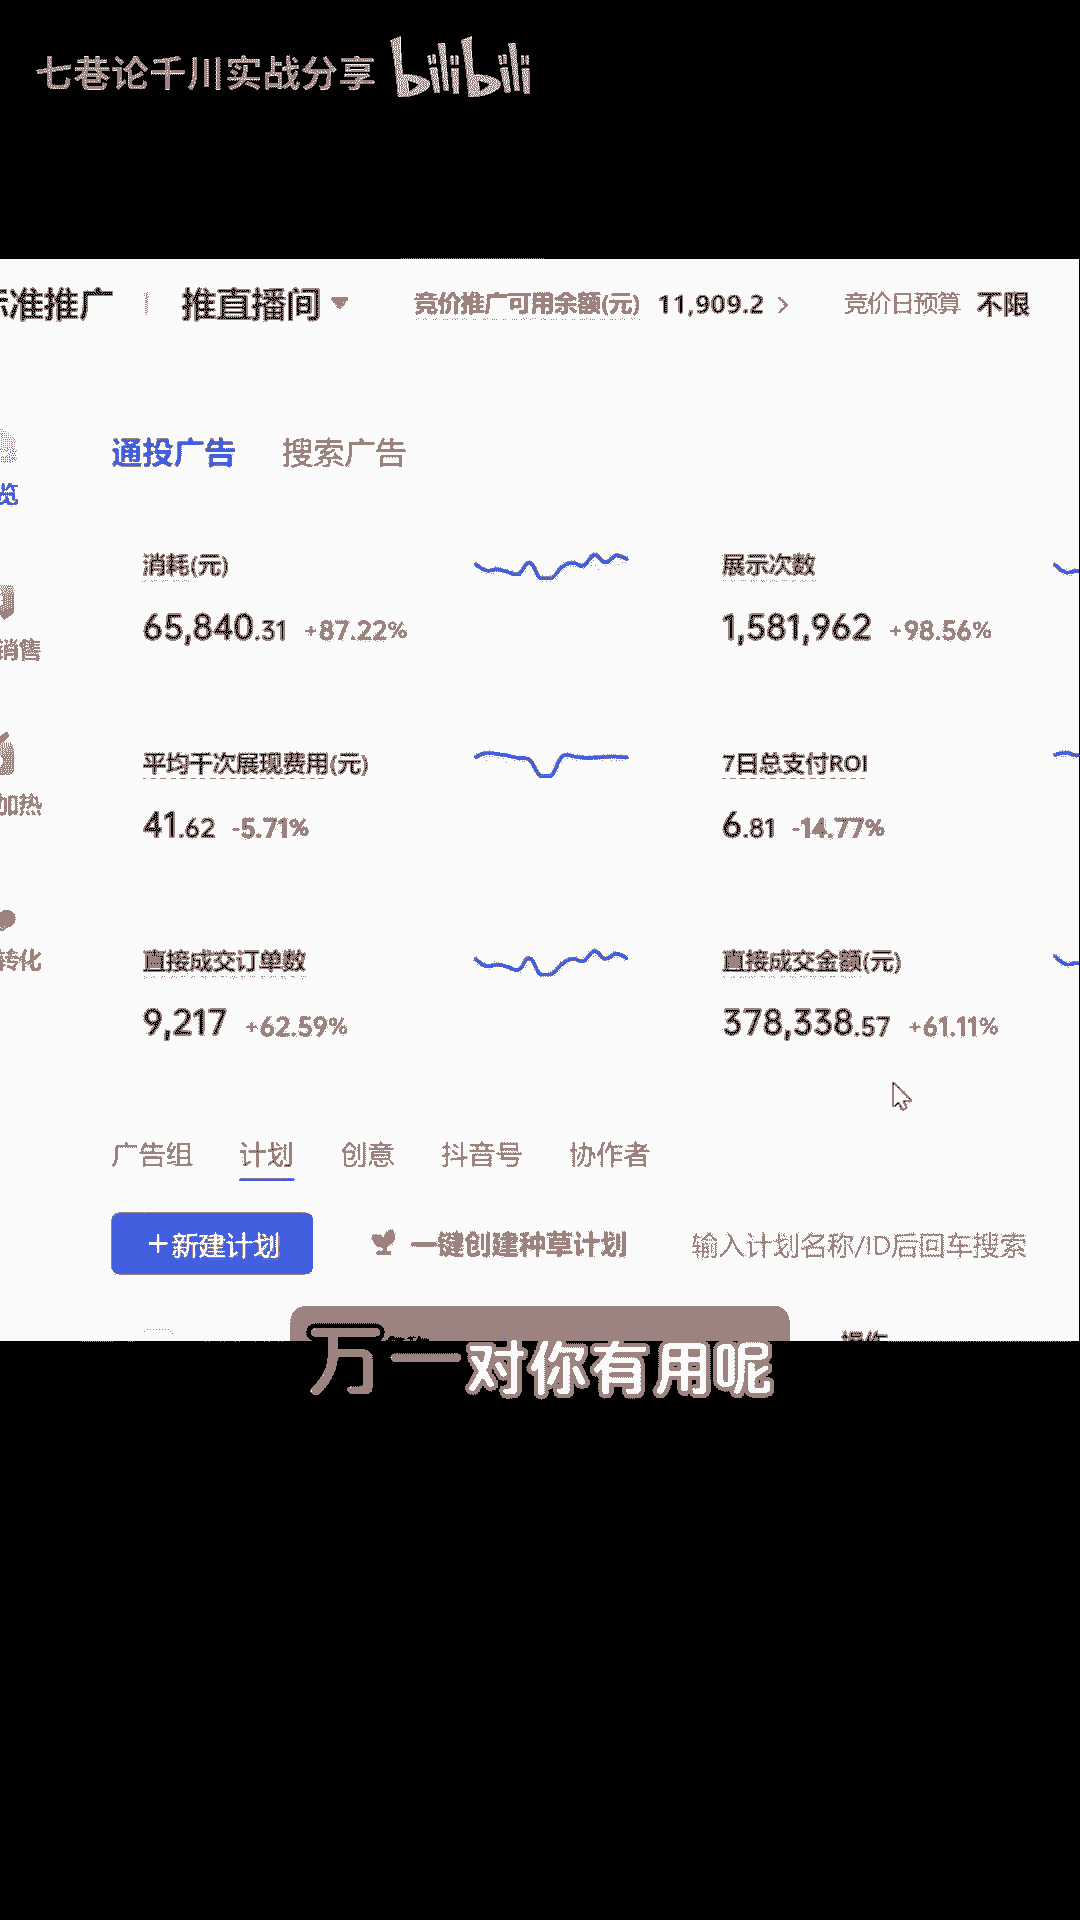 七巷论千川实战分享 bilibili
标准推广 推直播间 竞价推广可用余额(元) 11,909.2 竞价日预算 不限
通投广告 搜索广告
览
消耗(元) 展示次数
65,840.31 +87.22% 1,581,962 +98.56%
销售
平均千次展现费用(元) 7日总支付ROI
加热
41.62 -5.71% 6.81 -14.77%
转化
直接成交订单数 直接成交金额(元)
9,217 +62.59% 378,338.57 +61.11%
广告组 计划 创意 抖音号 协作者
+新建计划 一键创建种草计划 输入计划名称/ID后回车搜索
操作
万一对你有用呢